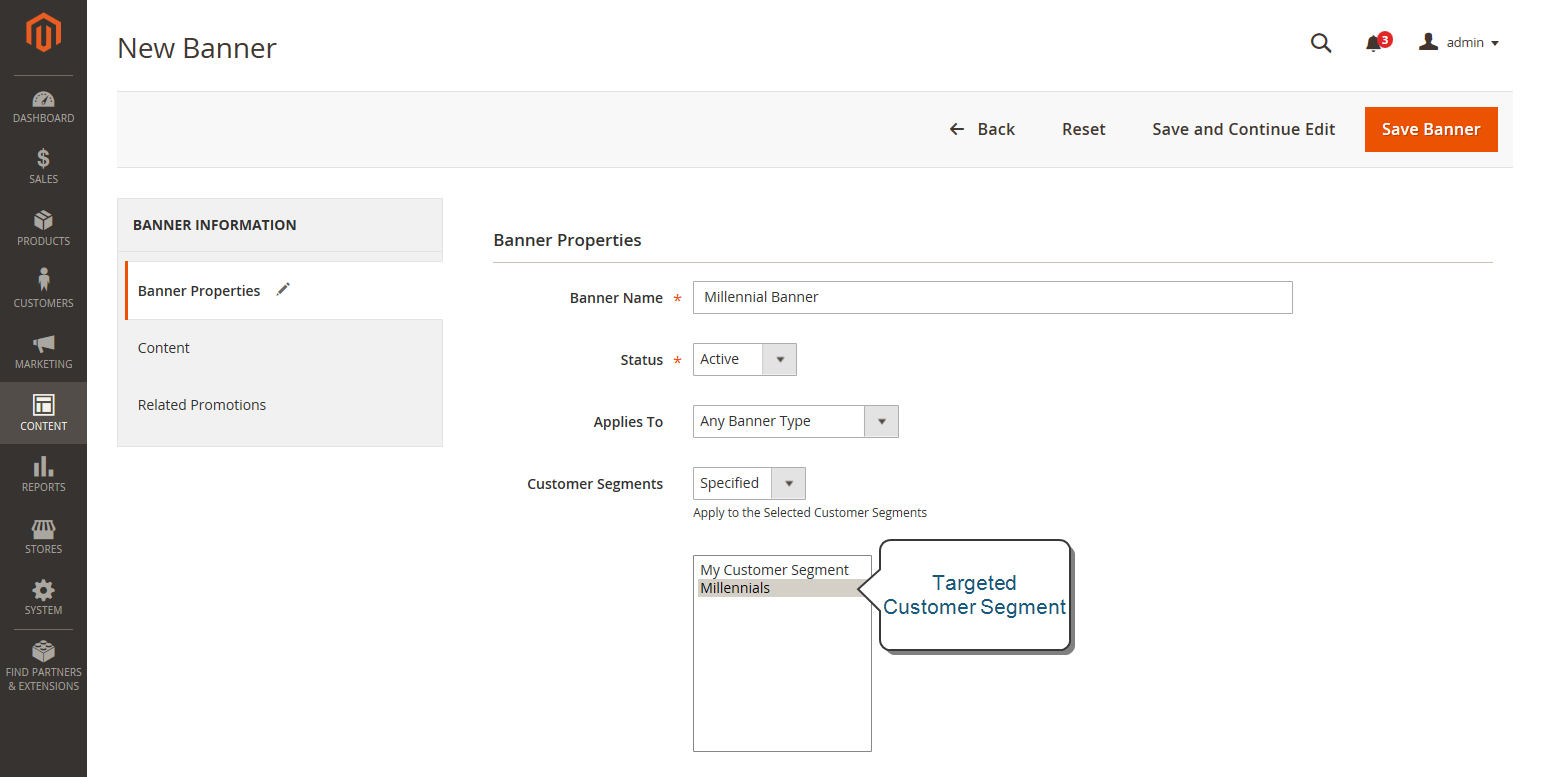 New Banner
3
admin
Back
Reset
Save and Continue Edit
Save Banner
DASHBOARD
SALES
PRODUCTS
CUSTOMERS
MARKETING
CONTENT
REPORTS
STORES
SYSTEM
FIND PARTNERS
& EXTENSIONS
BANNER INFORMATION
Banner Properties
Content
Related Promotions
Banner Properties
Banner Name * Millennial Banner
Status * Active
Applies To Any Banner Type
Customer Segments Specified
Apply to the Selected Customer Segments
My Customer Segment
Millennials
Targeted
Customer Segment